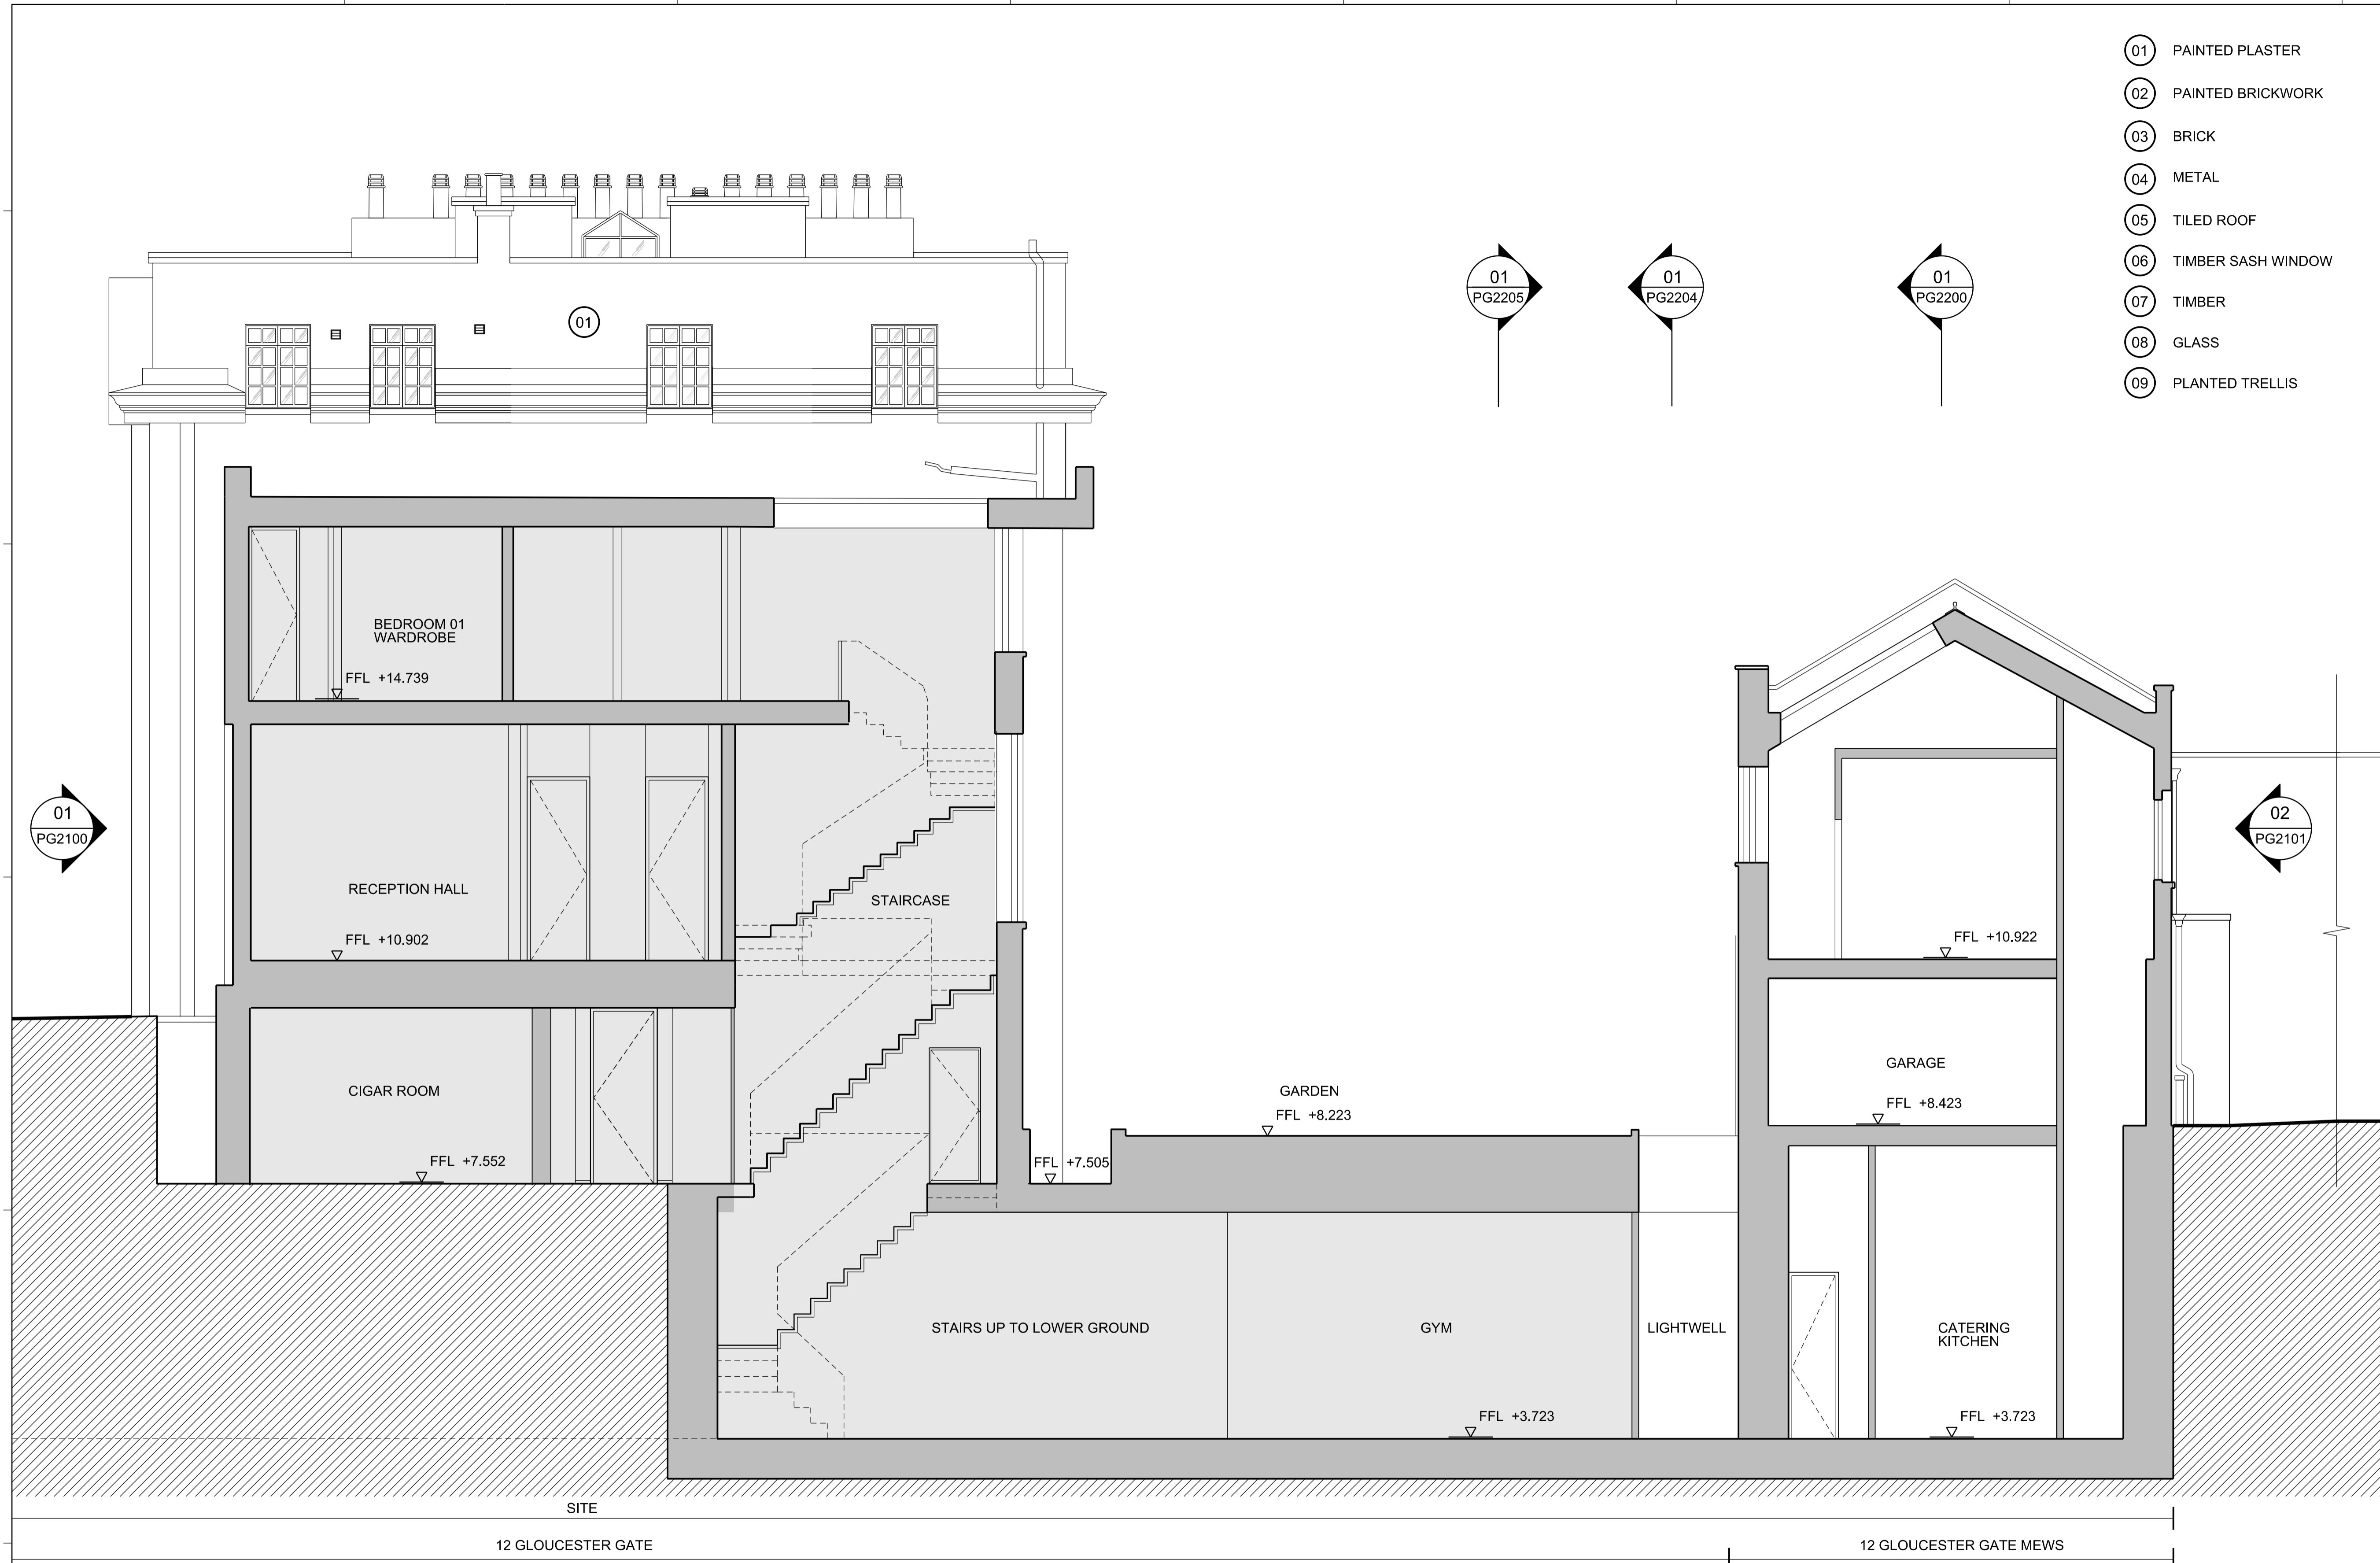 01 PAINTED PLASTER
02 PAINTED BRICKWORK
03 BRICK
04 METAL
05 TILED ROOF
06 TIMBER SASH WINDOW
07 TIMBER
08 GLASS
09 PLANTED TRELLIS
01
PG2205
01
PG2204
01
PG2200
01
BEDROOM 01
WARDROBE
FFL +14.739
01
PG2100
02
PG2101
RECEPTION HALL
STAIRCASE
FFL +10.902
FFL +10.922
CIGAR ROOM
GARDEN
GARAGE
FFL +8.223
FFL +8.423
FFL +7.552
FFL +7.505
STAIRS UP TO LOWER GROUND
GYM
LIGHTWELL
CATERING
KITCHEN
FFL +3.723
FFL +3.723
SITE
12 GLOUCESTER GATE
12 GLOUCESTER GATE MEWS